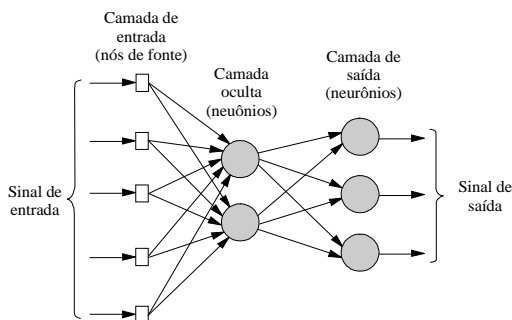 Camada de
entrada
(nós de fonte)
Camada
oculta
(neuônios)
Camada de
saída
(neurônios)
Sinal de
entrada
Sinal de
saída